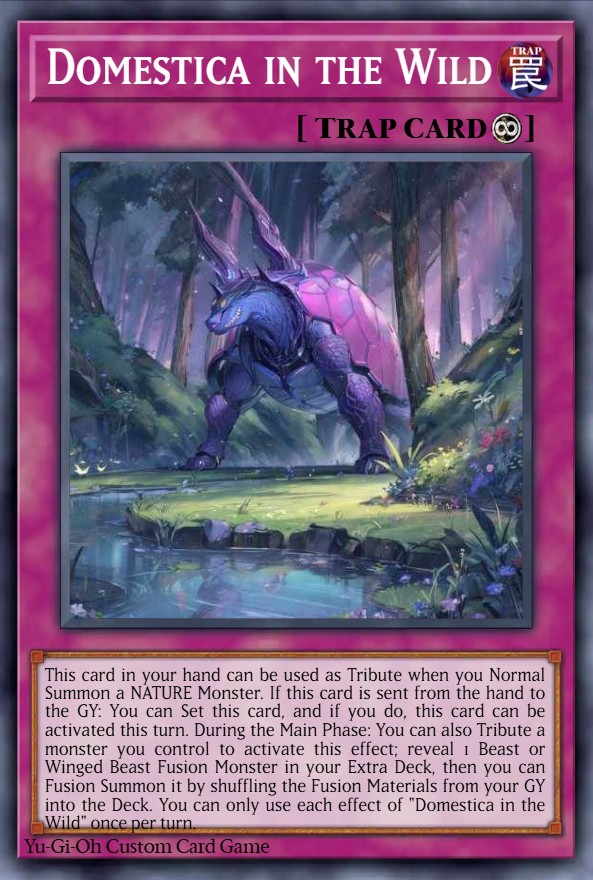 Domestica in the Wild
TRAP
罠
[ Trap Card ]
This card in your hand can be used as Tribute when you Normal
Summon a NATURE Monster. If this card is sent from the hand to
the GY: You can Set this card, and if you do, this card can be
activated this turn. During the Main Phase: You can also Tribute a
monster you control to activate this effect; reveal 1 Beast or
Winged Beast Fusion Monster in your Extra Deck, then you can
Fusion Summon it by shuffling the Fusion Materials from your GY
into the Deck. You can only use each effect of "Domestica in the
Wild" once per turn.
Yu-Gi-Oh Custom Card Game